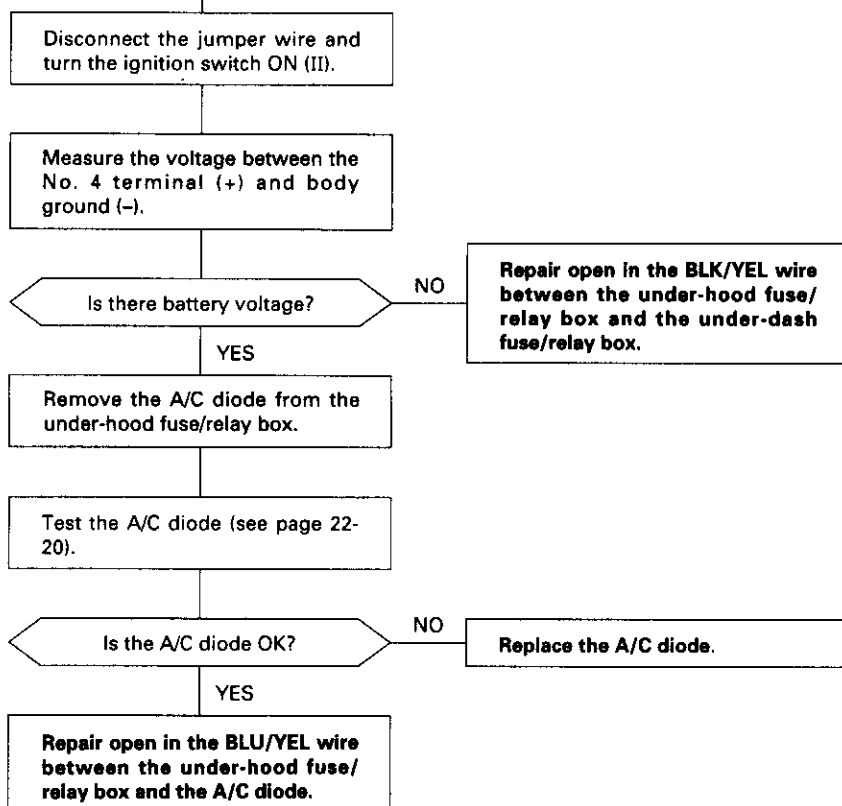 Disconnect the jumper wire and
turn the ignition switch ON (II).
Measure the voltage between the
No. 4 terminal (+) and body
ground (–).
Is there battery voltage?
NO
Repair open in the BLK/YEL wire
between the under-hood fuse/
relay box and the under-dash
fuse/relay box.
YES
Remove the A/C diode from the
under-hood fuse/relay box.
Test the A/C diode (see page 22-
20).
Is the A/C diode OK?
NO
Replace the A/C diode.
YES
Repair open in the BLU/YEL wire
between the under-hood fuse/
relay box and the A/C diode.